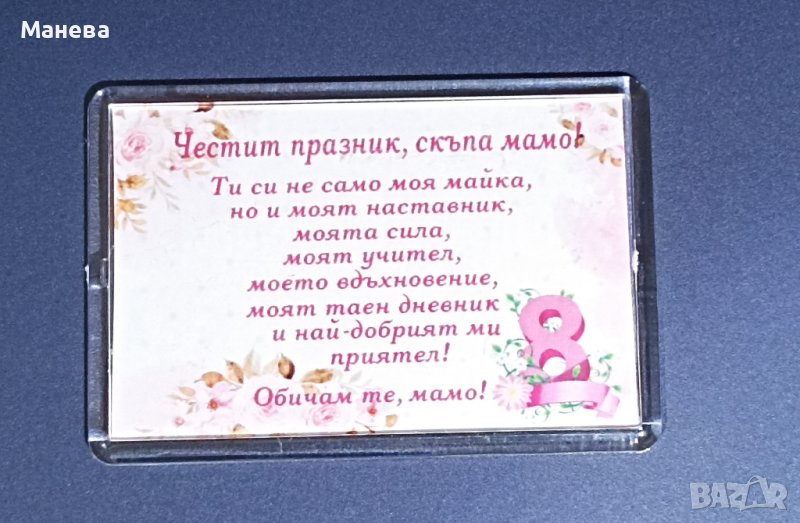 Манева
Честит празник, скъпа мамо!
Ти си не само моя майка,
но и моят наставник,
моята сила,
моят учител,
моето вдъхновение,
моят таен дневник
и най-добрият ми
приятел!
8
Обичам те, мамо!
BAZAR